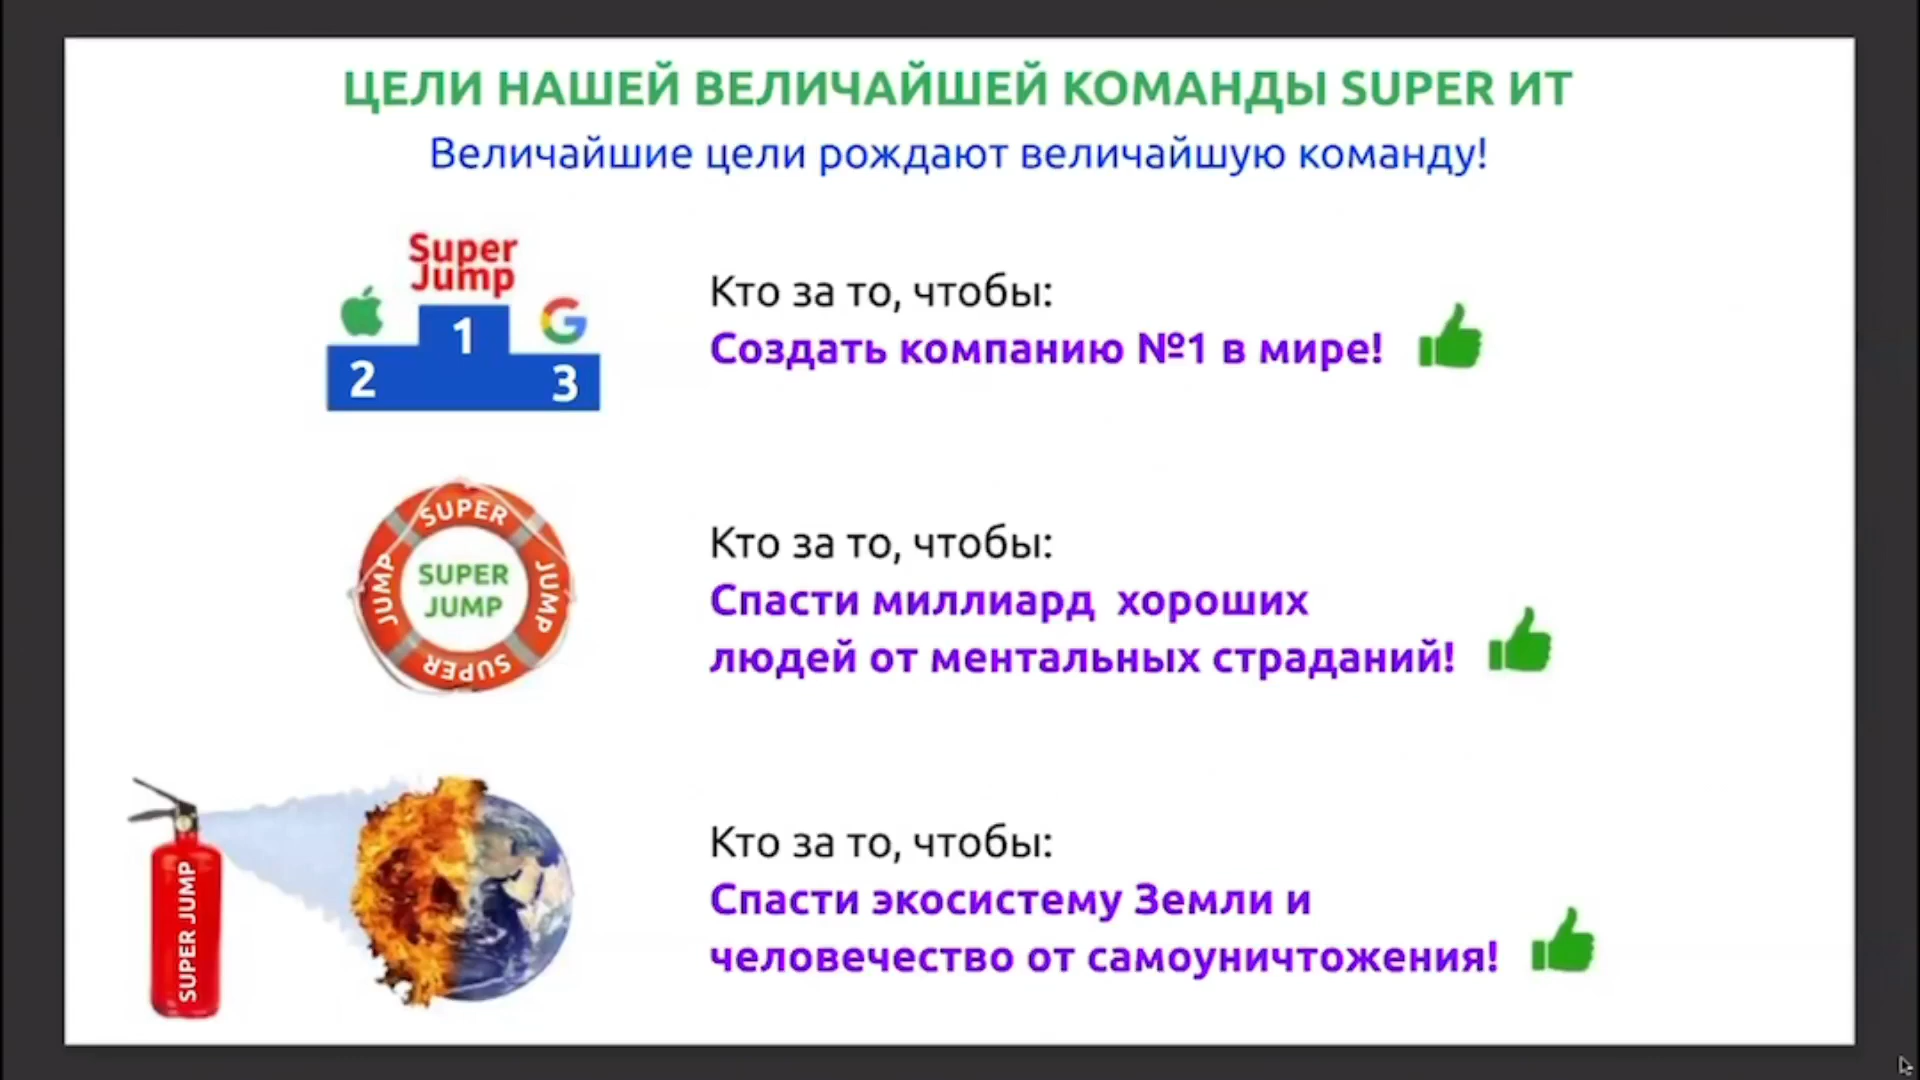 ЦЕЛИ НАШЕЙ ВЕЛИЧАЙШЕЙ КОМАНДЫ SUPER ИТ
Величайшие цели рождают величайшую команду!
Super
Jump
1
2
3
Кто за то, чтобы:
Создать компанию №1 в мире!
SUPER
JUMP
SUPER
JUMP
SUPER
JUMP
Кто за то, чтобы:
Спасти миллиард хороших
людей от ментальных страданий!
SUPER JUMP
Кто за то, чтобы:
Спасти экосистему Земли и
человечество от самоуничтожения!